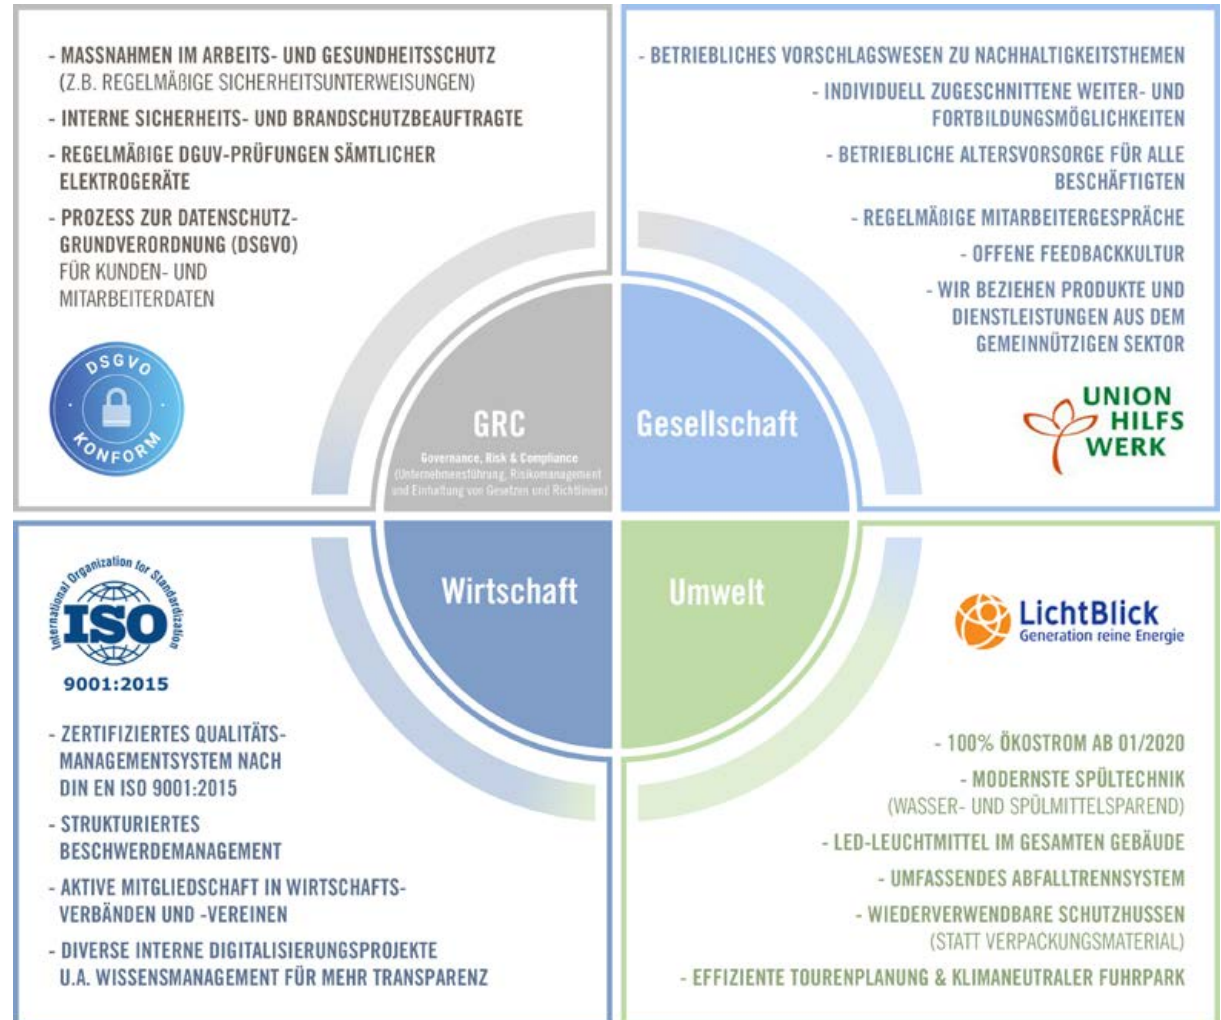 - MASSNAHMEN IM ARBEITS- UND GESUNDHEITSSCHUTZ
(Z.B. REGELMÄßIGE SICHERHEITSUNTERWEISUNGEN)
- INTERNE SICHERHEITS- UND BRANDSCHUTZBEAUFTRAGTE
- REGELMÄßIGE DGUV-PRÜFUNGEN SÄMTLICHER
ELEKTROGERÄTE
- PROZESS ZUR DATENSCHUTZ-
GRUNDVERORDNUNG (DSGVO)
FÜR KUNDEN- UND
MITARBEITERDATEN
DSGVO
KONFORM
GRC
Governance, Risk & Compliance
(Unternehmensführung, Risikomanagement
und Einhaltung von Gesetzen und Richtlinien)
- BETRIEBLICHES VORSCHLAGSWESEN ZU NACHHALTIGKEITSTHEMEN
- INDIVIDUELL ZUGESCHNITTENE WEITER- UND
FORTBILDUNGSMÖGLICHKEITEN
- BETRIEBLICHE ALTERSVORSORGE FÜR ALLE
BESCHÄFTIGTEN
- REGELMÄßIGE MITARBEITERGESPRÄCHE
- OFFENE FEEDBACKKULTUR
- WIR BEZIEHEN PRODUKTE UND
DIENSTLEISTUNGEN AUS DEM
GEMEINNÜTZIGEN SEKTOR
UNION
HILFS
WERK
Gesellschaft
Wirtschaft
International Organization for Standardization
ISO
9001:2015
- ZERTIFIZIERTES QUALITÄTS-
MANAGEMENTSYSTEM NACH
DIN EN ISO 9001:2015
- STRUKTURIERTES
BESCHWERDEMANAGEMENT
- AKTIVE MITGLIEDSCHAFT IN WIRTSCHAFTS-
VERBÄNDEN UND -VEREINEN
- DIVERSE INTERNE DIGITALISIERUNGSPROJEKTE
U.A. WISSENSMANAGEMENT FÜR MEHR TRANSPARENZ
Umwelt
LichtBlick
Generation reine Energie
- 100% ÖKOSTROM AB 01/2020
- MODERNSTE SPÜLTECHNIK
(WASSER- UND SPÜLMITTELSPAREND)
- LED-LEUCHTMITTEL IM GESAMTEN GEBÄUDE
- UMFASSENDES ABFALLTRENNSYSTEM
- WIEDERVERWENDBARE SCHUTZHUSSEN
(STATT VERPACKUNGSMATERIAL)
- EFFIZIENTE TOURENPLANUNG & KLIMANEUTRALER FUHRPARK